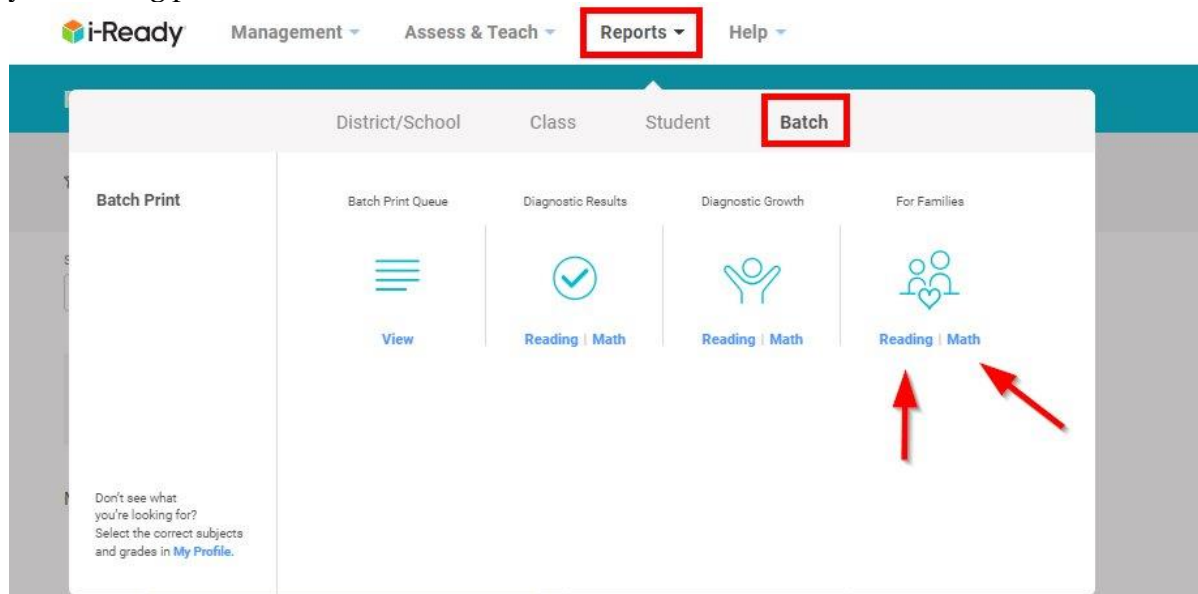 i-Ready Management Assess & Teach Reports Help
District/School Class Student Batch
Batch Print
Batch Print Queue Diagnostic Results Diagnostic Growth For Families
View Reading | Math Reading | Math Reading | Math
Don't see what
you're looking for?
Select the correct subjects
and grades in My Profile.